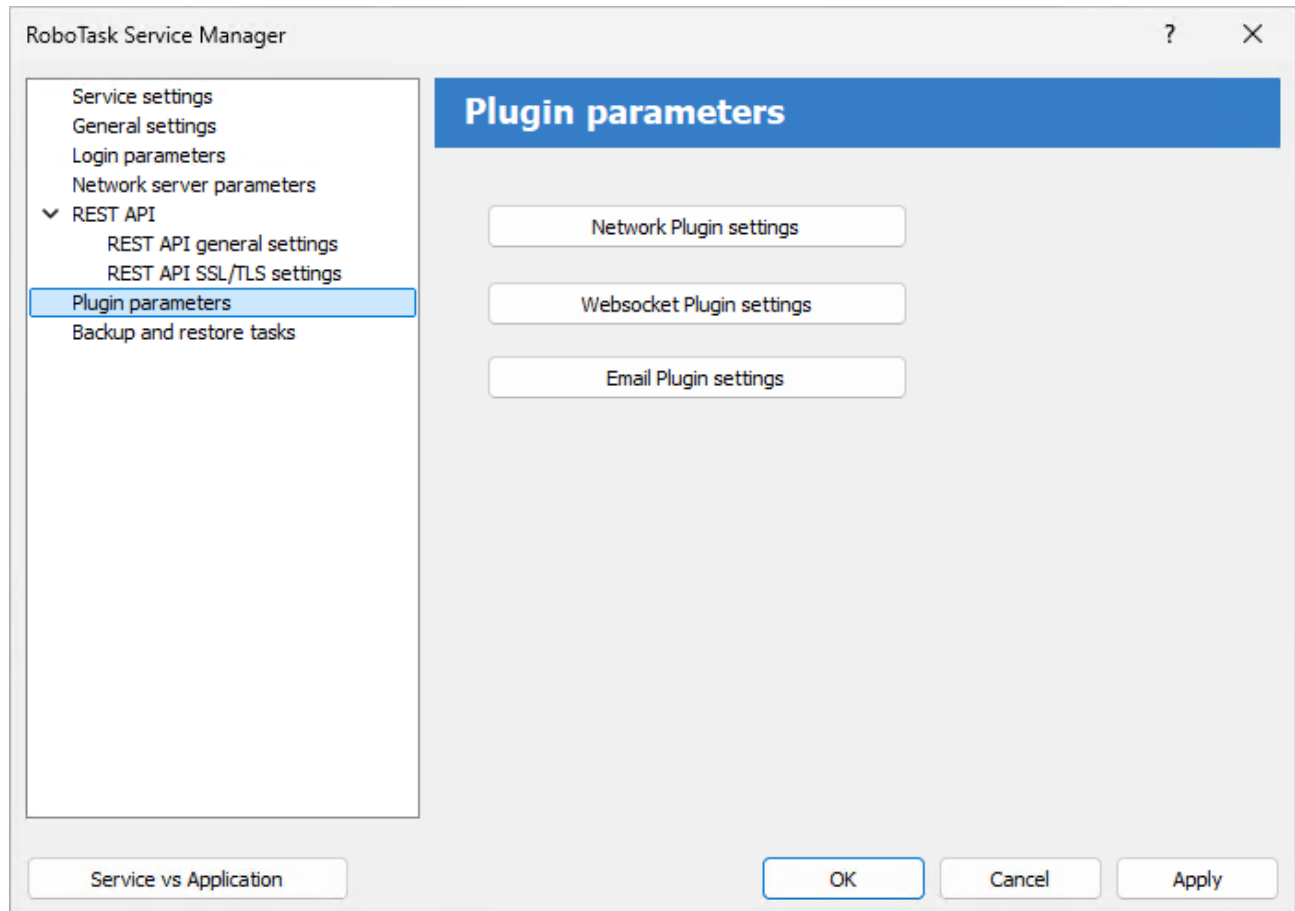 RoboTask Service Manager
?
Service settings
General settings
Login parameters
Network server parameters
REST API
REST API general settings
REST API SSL/TLS settings
Plugin parameters
Backup and restore tasks
Plugin parameters
Network Plugin settings
Websocket Plugin settings
Email Plugin settings
Service vs Application
OK
Cancel
Apply